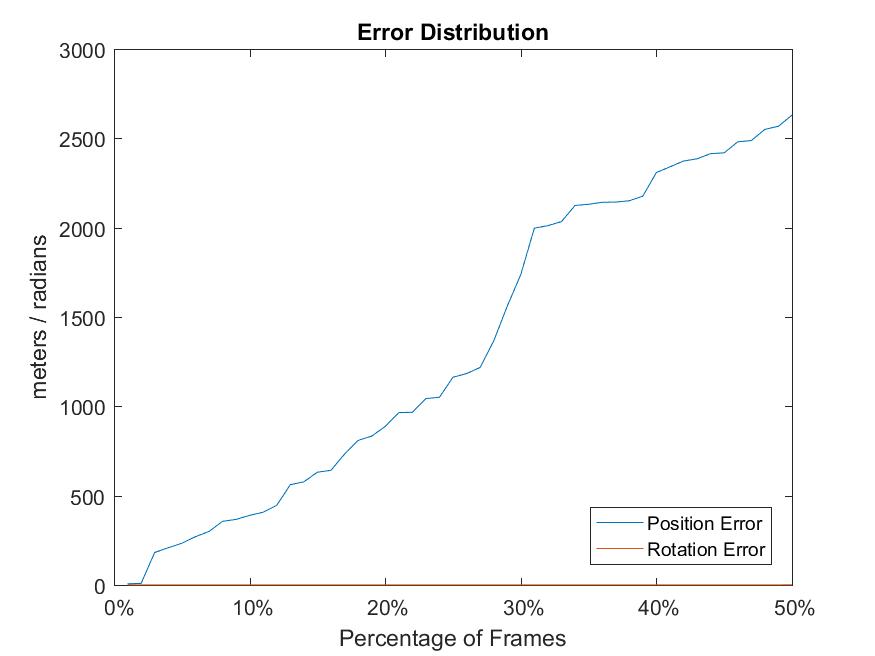 Error Distribution
3000
2500
2000
1500
1000
500
0
meters / radians
Position Error
Rotation Error
0% 10% 20% 30% 40% 50%
Percentage of Frames